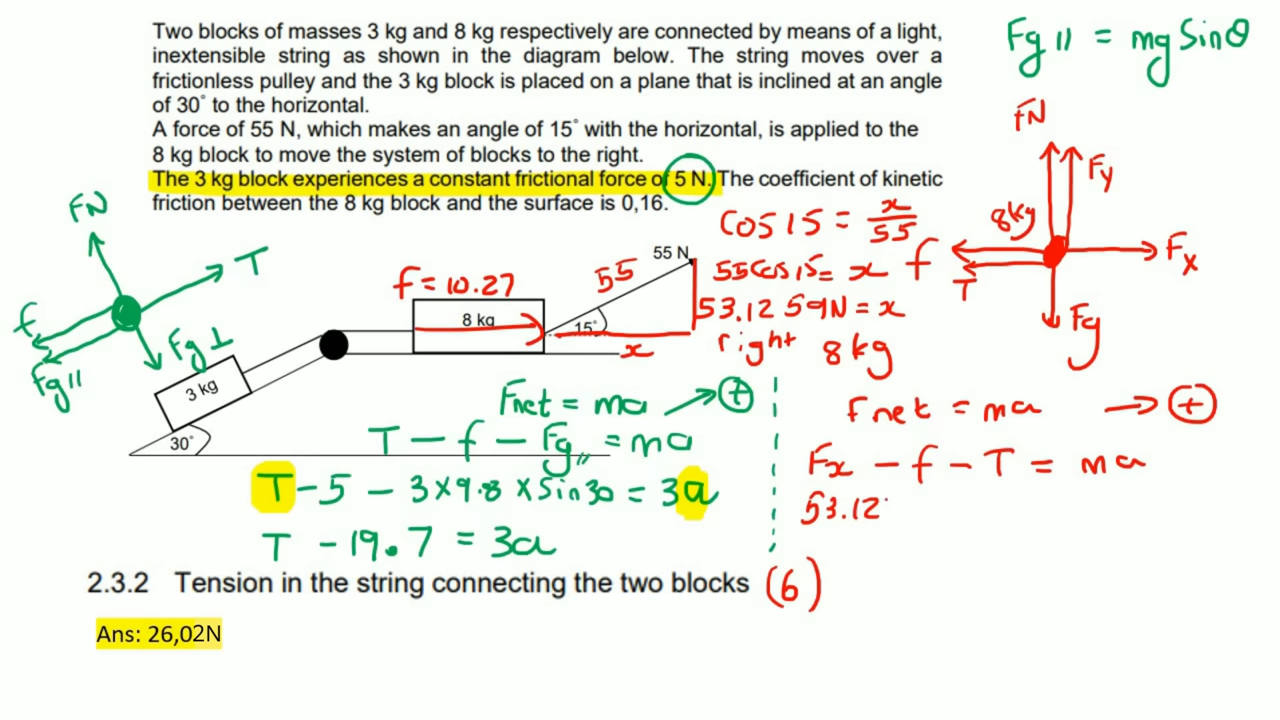 Two blocks of masses 3 kg and 8 kg respectively are connected by means of a light,
inextensible string as shown in the diagram below. The string moves over a
frictionless pulley and the 3 kg block is placed on a plane that is inclined at an angle
of 30° to the horizontal.
A force of 55 N, which makes an angle of 15° with the horizontal, is applied to the
8 kg block to move the system of blocks to the right.
The 3 kg block experiences a constant frictional force of 5 N. The coefficient of kinetic
friction between the 8 kg block and the surface is 0,16.
Fg∥ = mg Sinθ
FN
Fy
8kg
f
Fx
T
Fg
FN
T
f
Fg∥
Fg⊥
Cos 15 = x/55
55 Cos 15 = x
53.1259N = x
right
f = 10.27
55
55 N
8 kg
15°
x
3 kg
30°
8kg
Fnet = ma → ⊕
T - f - Fg∥ = ma
T - 5 - 3 × 9.8 × Sin 30 = 3a
T - 19.7 = 3a
Fnet = ma → ⊕
Fx - f - T = ma
53.12
2.3.2 Tension in the string connecting the two blocks (6)
Ans: 26,02N